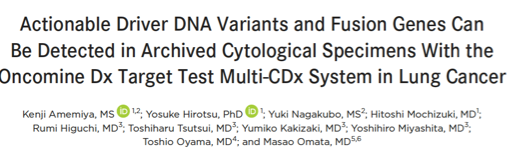 Actionable Driver DNA Variants and Fusion Genes Can
Be Detected in Archived Cytological Specimens With the
Oncomine Dx Target Test Multi-CDx System in Lung Cancer
Kenji Amemiya, MS iD 1,2; Yosuke Hirotsu, PhD iD 1; Yuki Nagakubo, MS2; Hitoshi Mochizuki, MD1;
Rumi Higuchi, MD3; Toshiharu Tsutsui, MD3; Yumiko Kakizaki, MD3; Yoshihiro Miyashita, MD3;
Toshio Oyama, MD4; and Masao Omata, MD5,6